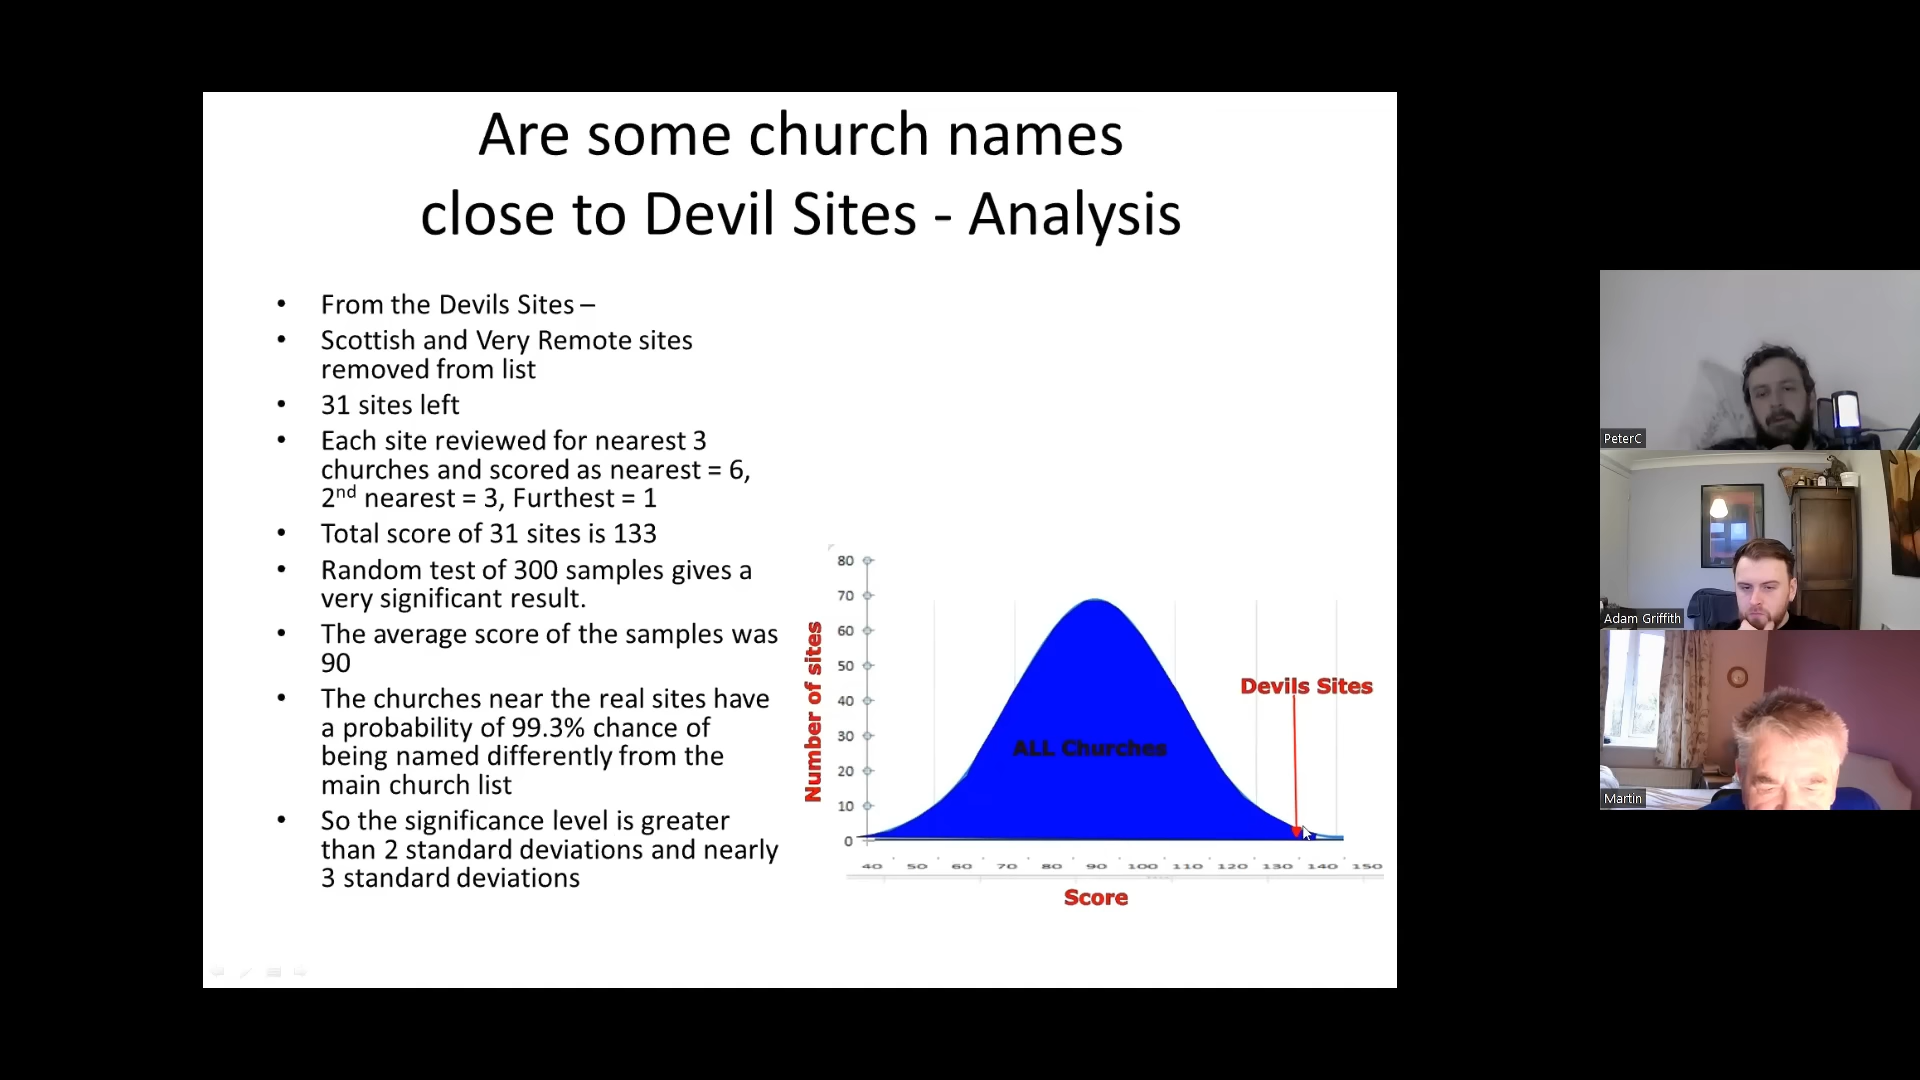 Are some church names
close to Devil Sites - Analysis
• From the Devils Sites –
• Scottish and Very Remote sites
removed from list
• 31 sites left
• Each site reviewed for nearest 3
churches and scored as nearest = 6,
2nd nearest = 3, Furthest = 1
• Total score of 31 sites is 133
• Random test of 300 samples gives a
very significant result.
• The average score of the samples was
90
• The churches near the real sites have
a probability of 99.3% chance of
being named differently from the
main church list
• So the significance level is greater
than 2 standard deviations and nearly
3 standard deviations
Number of sites
80
70
60
50
40
30
20
10
0
Devils Sites
ALL Churches
40 50 60 70 80 90 100 110 120 130 140 150
Score
PeterC
Adam Griffith
Martin